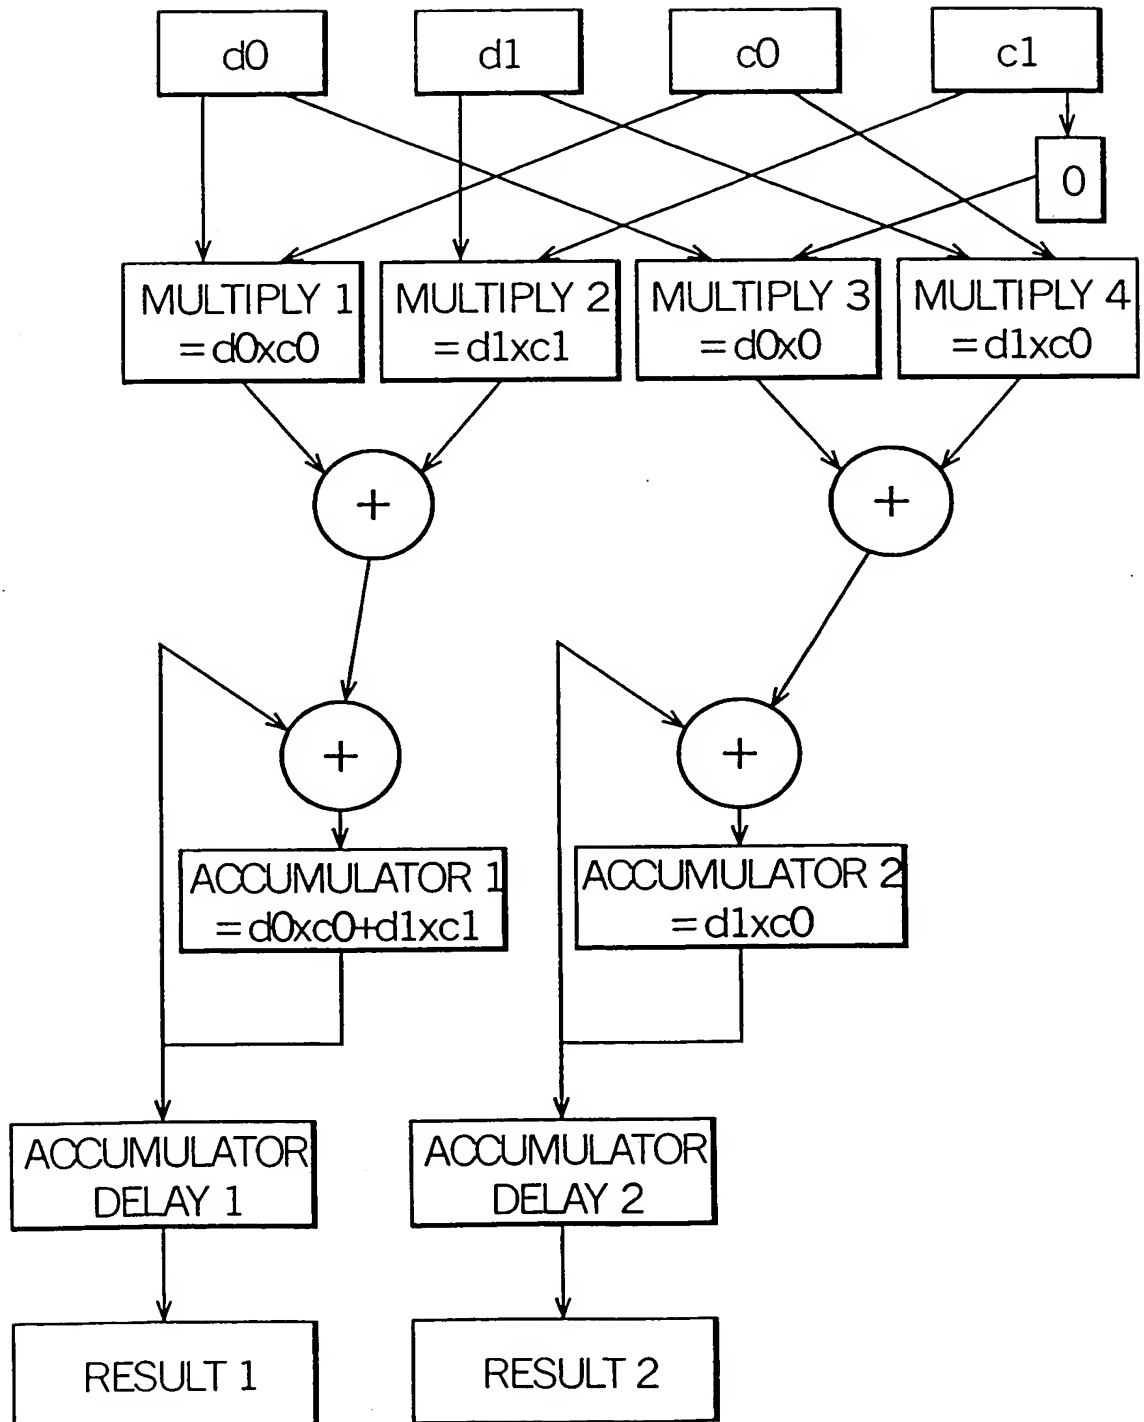 d0
d1
c0
c1
0
MULTIPLY 1
=d0xc0
MULTIPLY 2
=d1xc1
MULTIPLY 3
=d0x0
MULTIPLY 4
=d1xc0
+
+
+
+
ACCUMULATOR 1
=d0xc0+d1xc1
ACCUMULATOR 2
=d1xc0
ACCUMULATOR
DELAY 1
ACCUMULATOR
DELAY 2
RESULT 1
RESULT 2